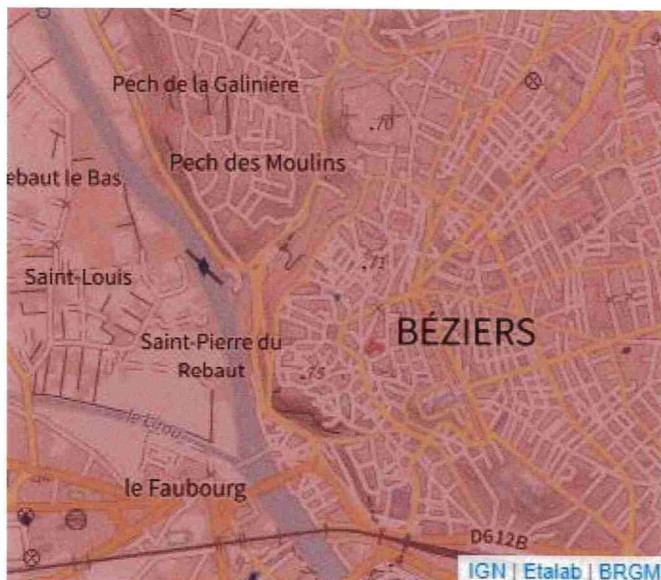 Pech de la Galinière
.70
Pech des Moulins
ebaut le Bas
.71
Saint-Louis
BÉZIERS
Saint-Pierre du
Rebaut
.75
le Lirou
le Faubourg
D612B
IGN | Etalab | BRGM